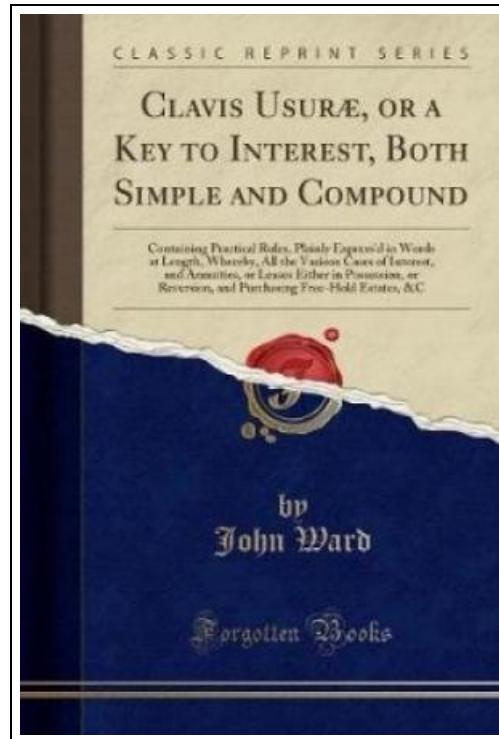 CLASSIC REPRINT SERIES
CLAVIS USURÆ, OR A
KEY TO INTEREST, BOTH
SIMPLE AND COMPOUND
Containing Practical Rules, Plainly Express'd in Words
at Length, Whereby, All the Various Cases of Interest,
and Annuities, or Leases Either in Possession, or
Reversion, and Purchasing Free-Hold Estates, &C
by
John Ward
Forgotten Books